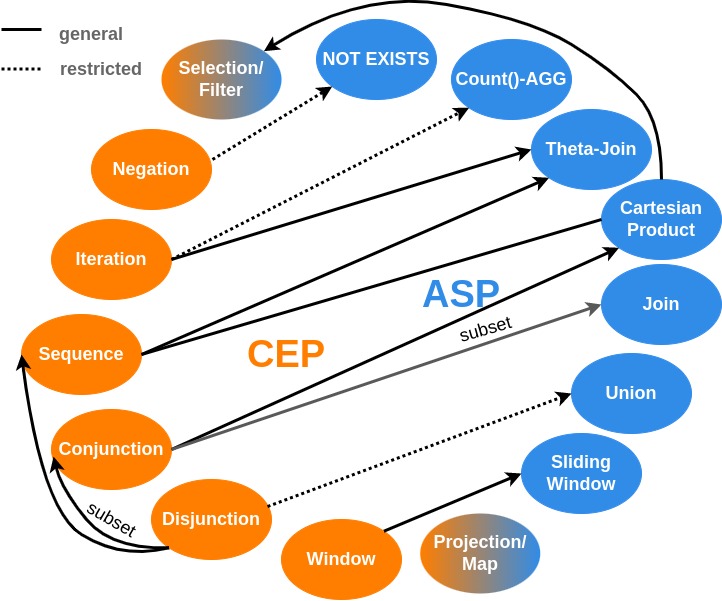 general
restricted
Selection/
Filter
NOT EXISTS
Count()-AGG
Negation
Theta-Join
Iteration
Cartesian
Product
ASP
Join
subset
CEP
Sequence
Union
Conjunction
Sliding
Window
subset
Disjunction
Window
Projection/
Map